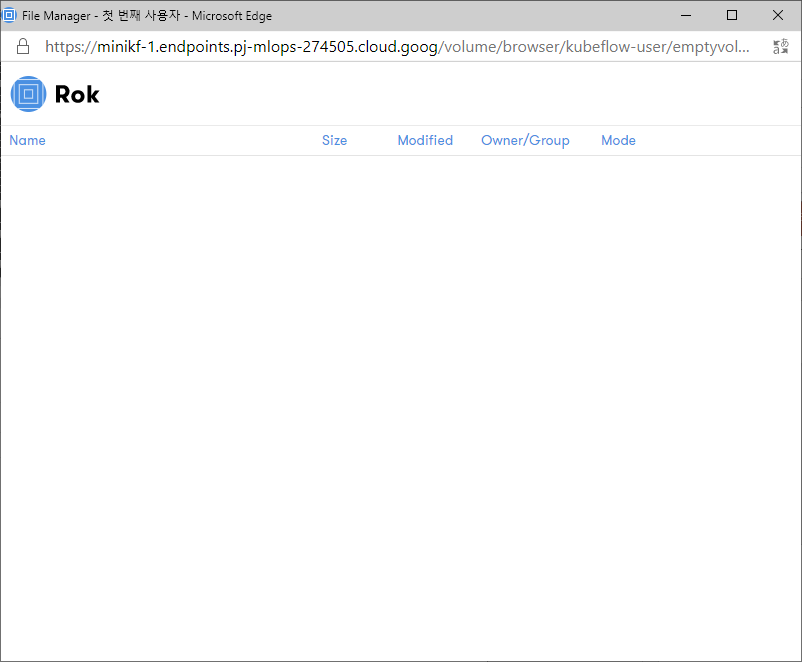 File Manager - 첫 번째 사용자 - Microsoft Edge
https://minikf-1.endpoints.pj-mlops-274505.cloud.goog/volume/browser/kubeflow-user/emptyvol...
Rok
Name Size Modified Owner/Group Mode